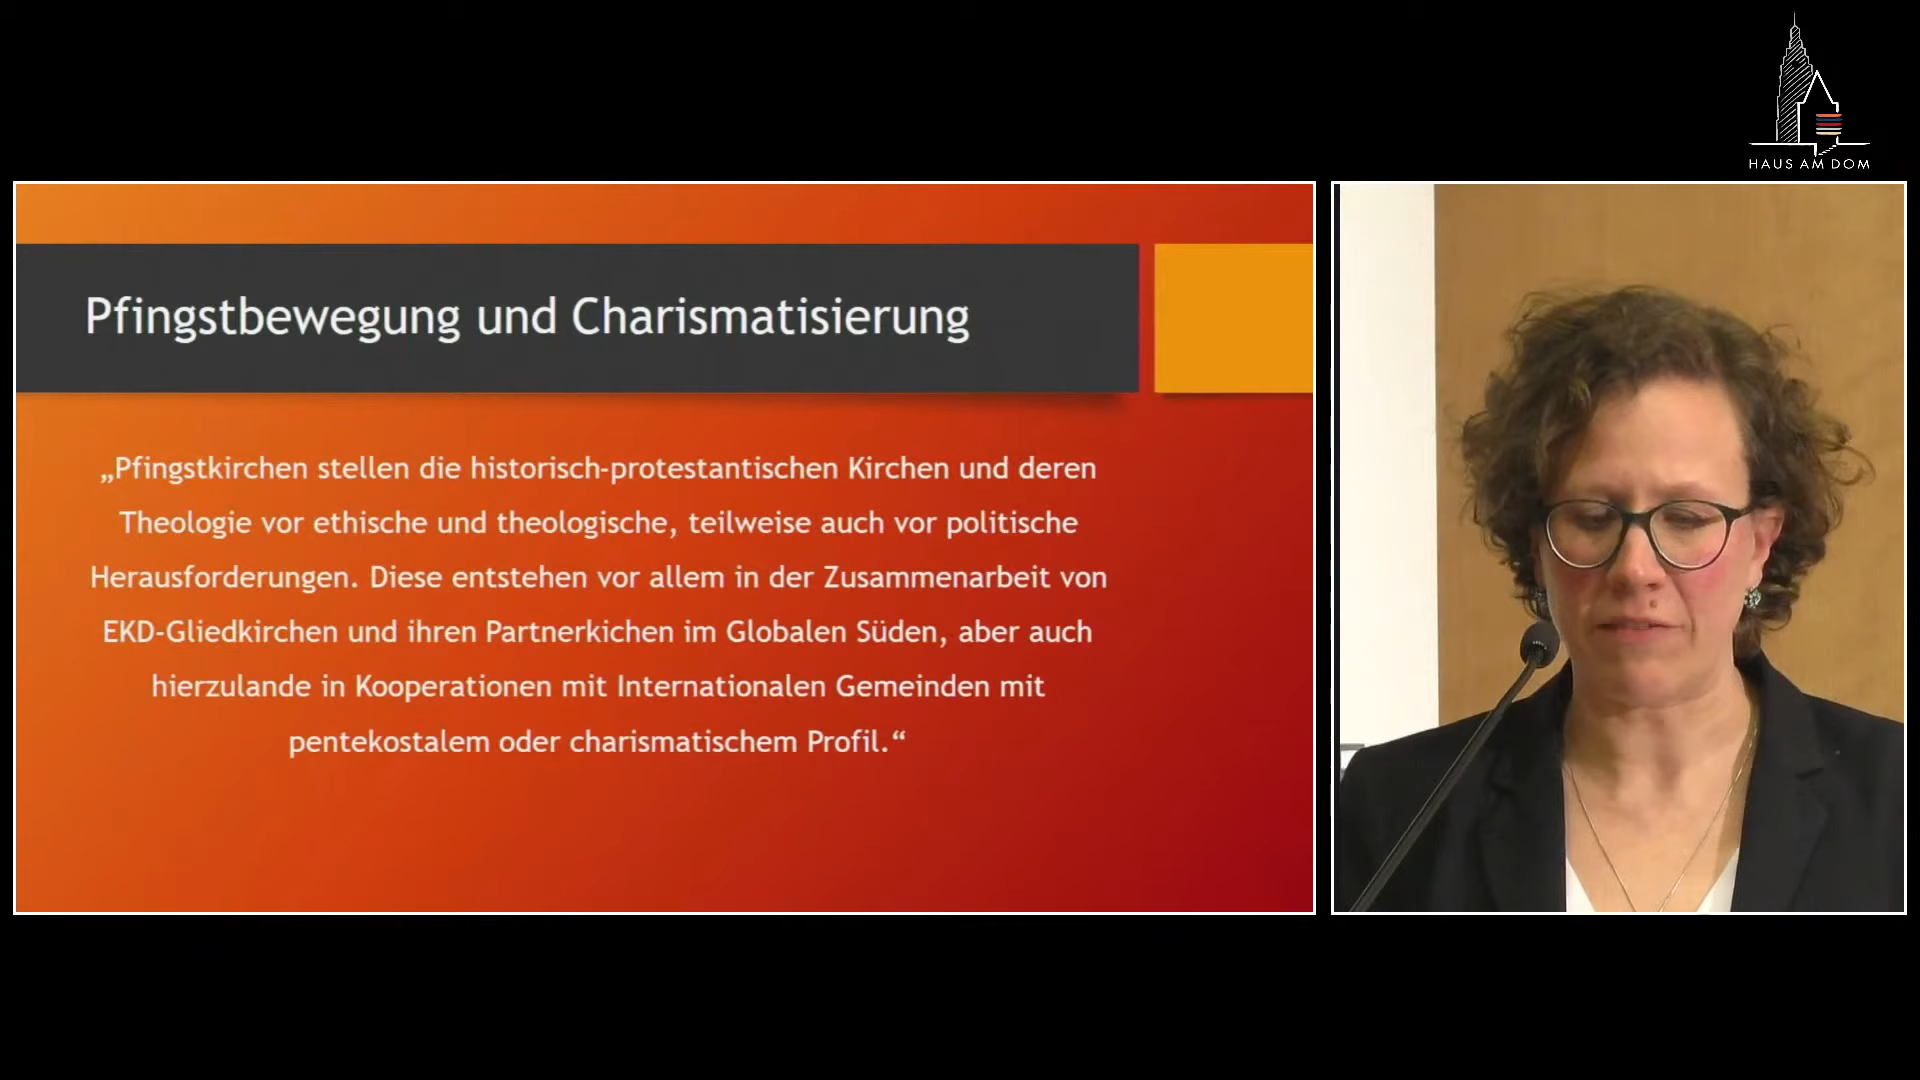 HAUS AM DOM
Pfingstbewegung und Charismatisierung
„Pfingstkirchen stellen die historisch-protestantischen Kirchen und deren
Theologie vor ethische und theologische, teilweise auch vor politische
Herausforderungen. Diese entstehen vor allem in der Zusammenarbeit von
EKD-Gliedkirchen und ihren Partnerkichen im Globalen Süden, aber auch
hierzulande in Kooperationen mit Internationalen Gemeinden mit
pentekostalem oder charismatischem Profil.“